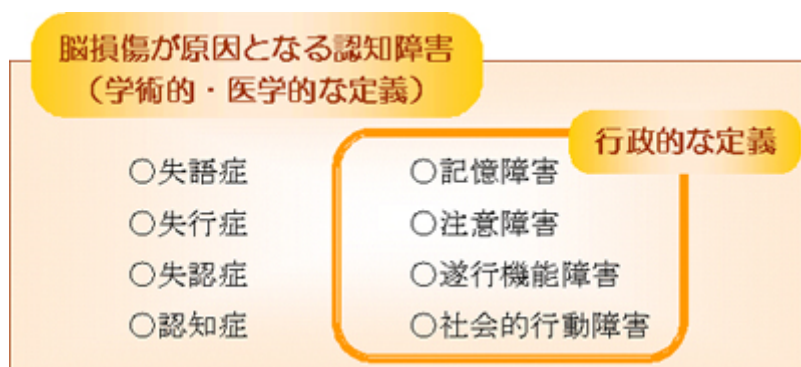 脳損傷が原因となる認知障害
（学術的・医学的な定義）
行政的な定義
○失語症
○失行症
○失認症
○認知症
○記憶障害
○注意障害
○遂行機能障害
○社会的行動障害